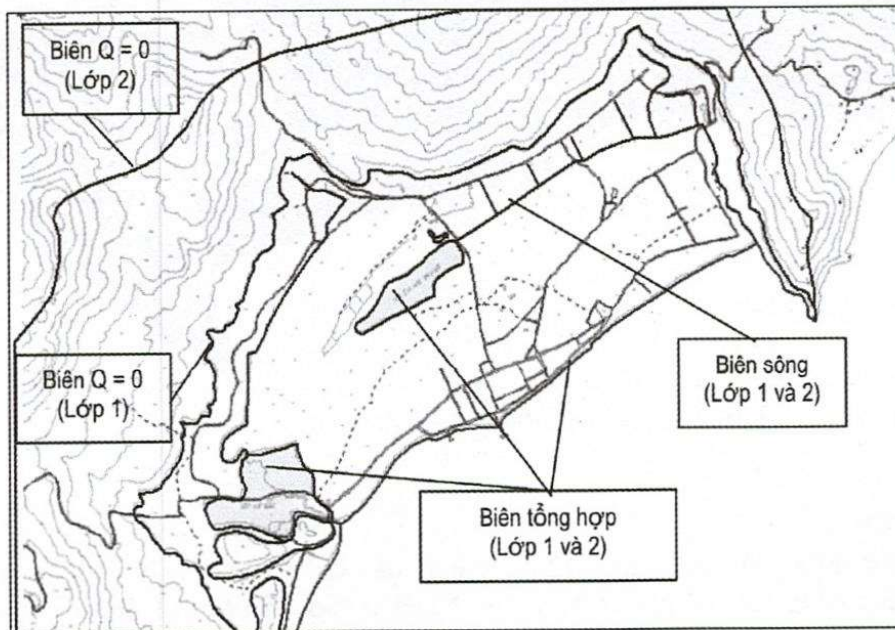 Biên Q = 0
(Lớp 2)
Biên Q = 0
(Lớp 1)
Biên sông
(Lớp 1 và 2)
Biên tổng hợp
(Lớp 1 và 2)